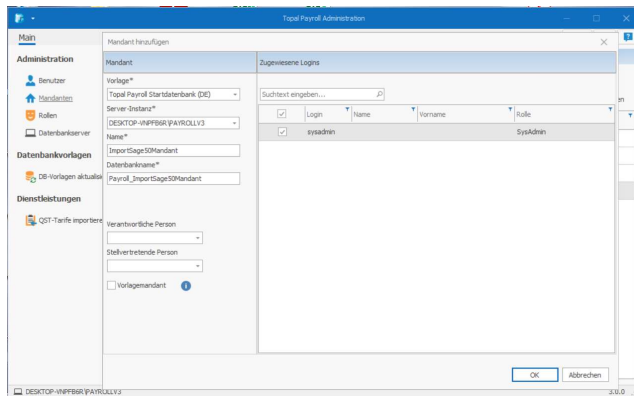 Topal Payroll Administration
Main
Administration
Benutzer
Mandanten
Rollen
Datenbankserver
Datenbankvorlagen
DB-Vorlagen aktualisi
Dienstleistungen
QST-Tarife importiere
Mandant hinzufügen
Mandant
Vorlage*
Topal Payroll Startdatenbank (DE)
Server-Instanz*
DESKTOP-VNPFB6R\PAYROLLV3
Name*
ImportSage50Mandant
Datenbankname*
Payroll_ImportSage50Mandant
Verantwortliche Person
Stellvertretende Person
Vorlagemandant
Zugewiesene Logins
Suchtext eingeben...
Login Name Vorname Rolle
sysadmin SysAdmin
OK Abbrechen
en
DESKTOP-VNPFB6R\PAYROLLV3
3.0.0